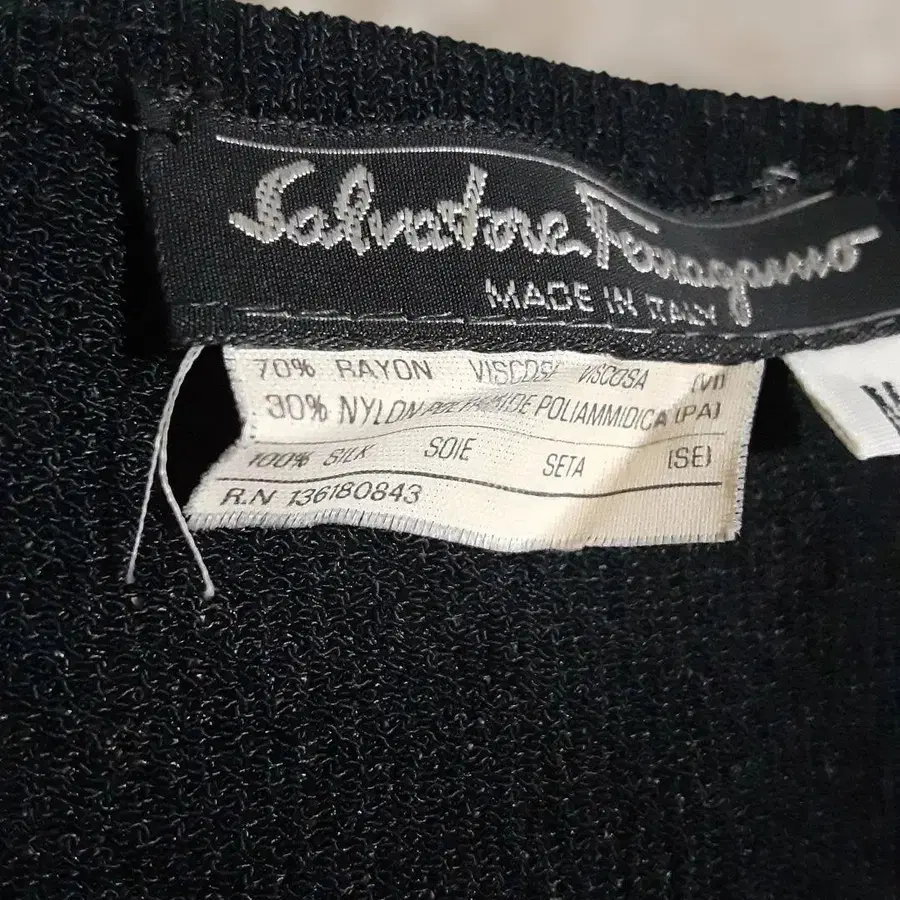 Salvatore Ferragamo
MADE IN ITALY
70% RAYON VISCOSE VISCOSA (VI)
30% NYLON POLYAMIDE POLIAMMIDICA (PA)
100% SILK SOIE SETA (SE)
R.N 136180843